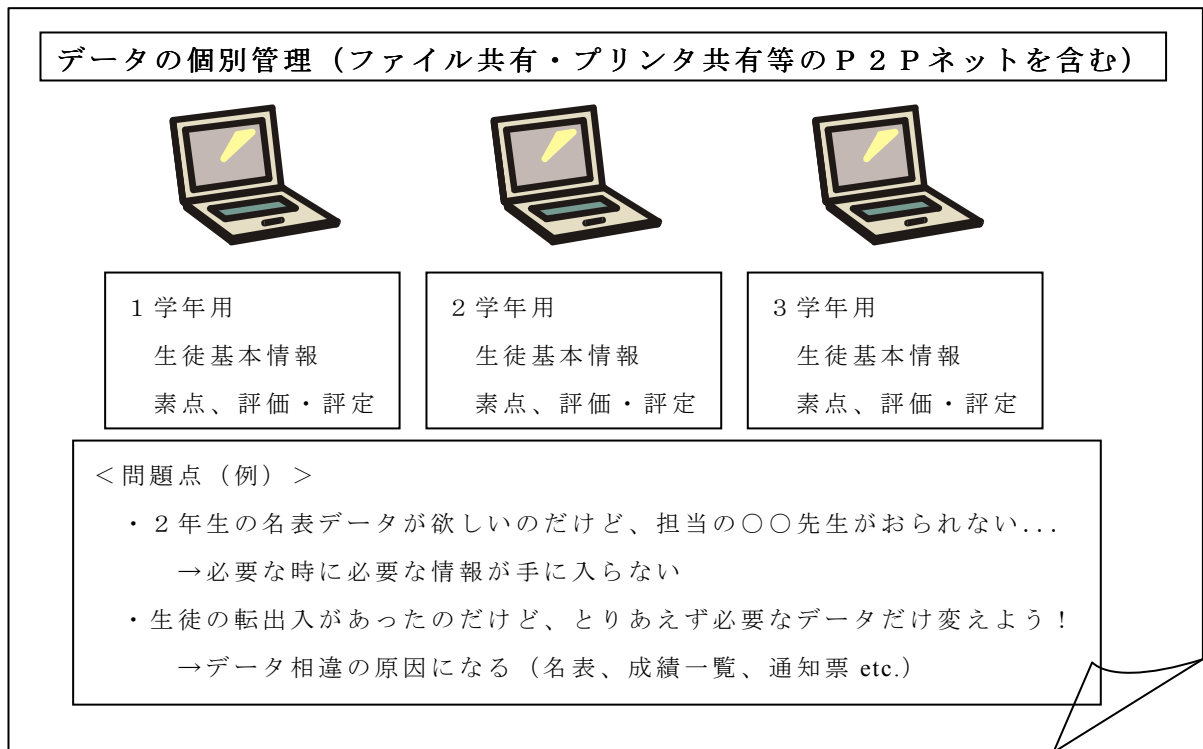 データの個別管理（ファイル共有・プリンタ共有等のＰ２Ｐネットを含む）
１学年用
生徒基本情報
素点、評価・評定
２学年用
生徒基本情報
素点、評価・評定
３学年用
生徒基本情報
素点、評価・評定
＜問題点（例）＞
・２年生の名表データが欲しいのだけど、担当の○○先生がおられない...
→必要な時に必要な情報が手に入らない
・生徒の転出入があったのだけど、とりあえず必要なデータだけ変えよう！
→データ相違の原因になる（名表、成績一覧、通知票 etc.）